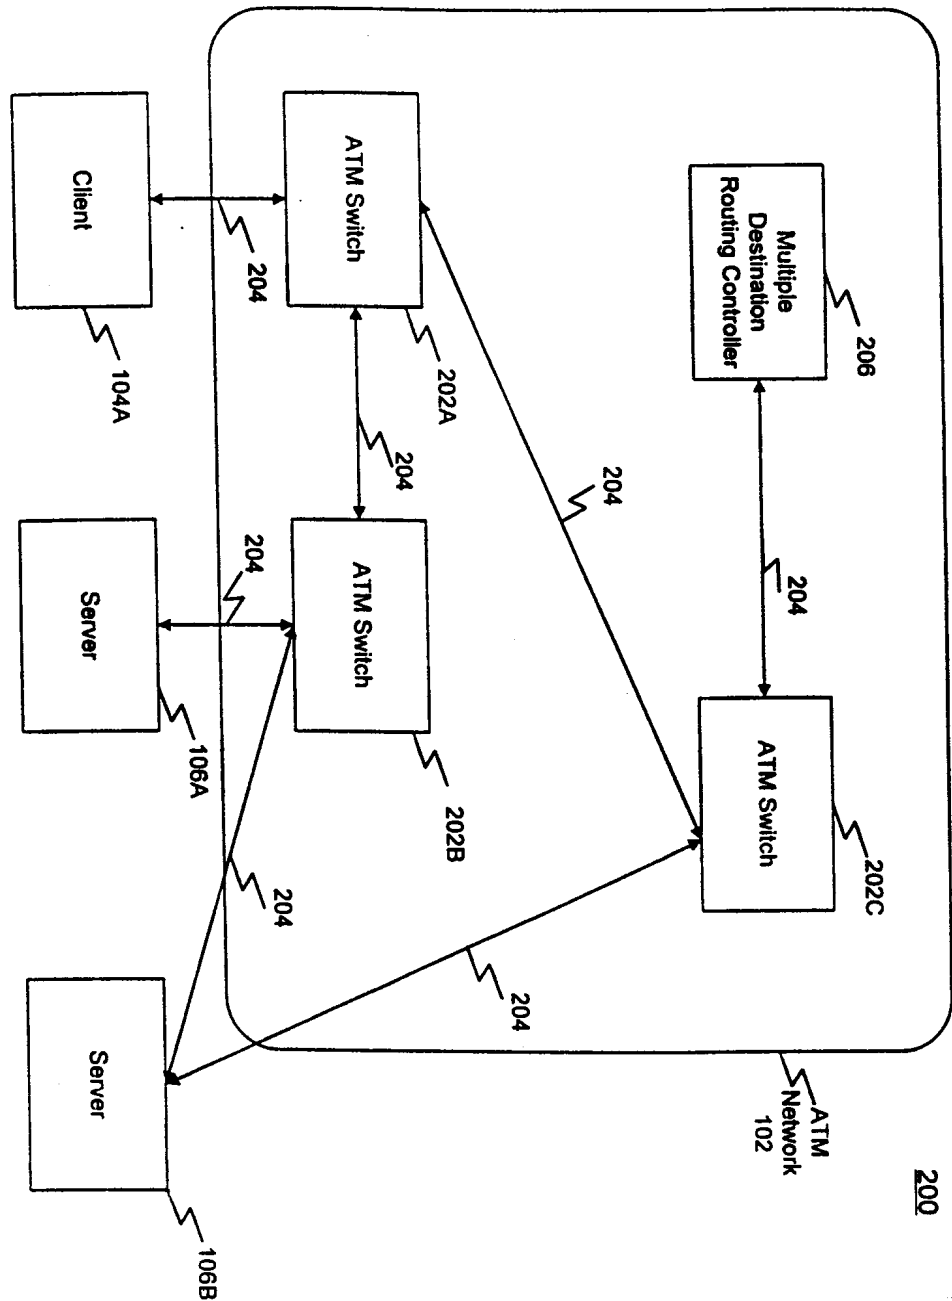 200
206
Multiple
Destination
Routing Controller
204
ATM Switch
202C
ATM
Network
102
204
204
ATM Switch
202A
204
ATM Switch
202B
204
204
204
Client
104A
Server
106A
Server
106B